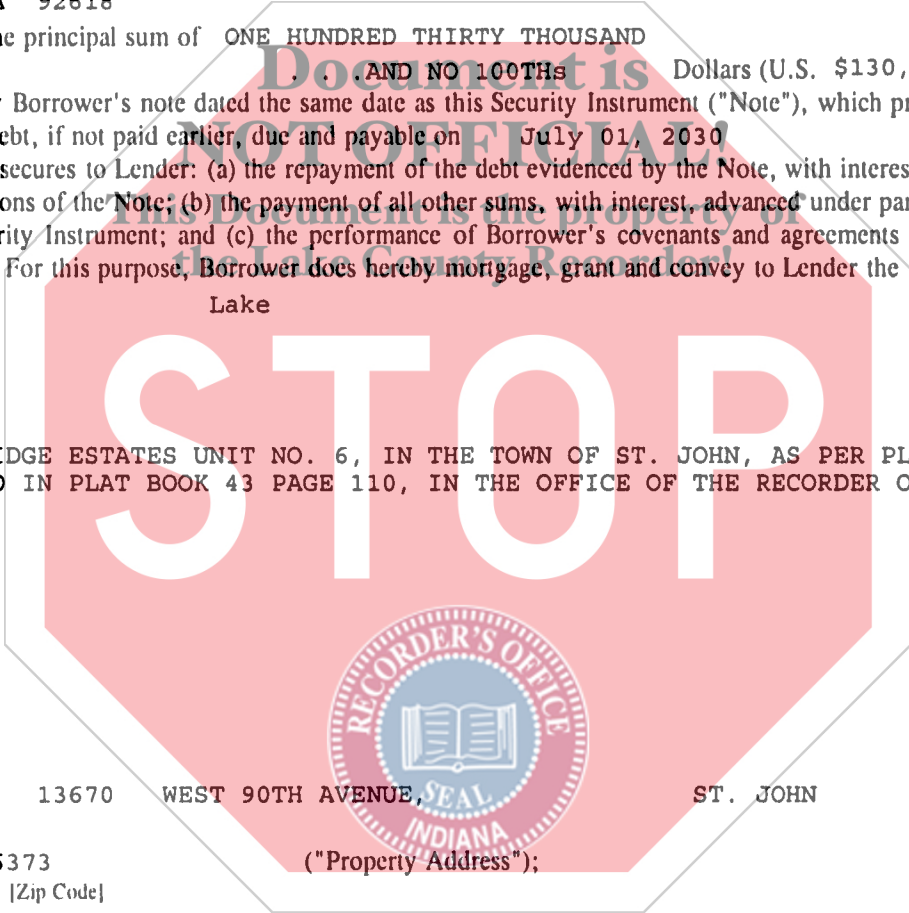 92618
e principal sum of ONE HUNDRED THIRTY THOUSAND
. . .AND NO 100THs Dollars (U.S. $130,
Borrower's note dated the same date as this Security Instrument ("Note"), which pr
ebt, if not paid earlier, due and payable on July 01, 2030
secures to Lender: (a) the repayment of the debt evidenced by the Note, with interes
ons of the Note; (b) the payment of all other sums, with interest, advanced under par
rity Instrument; and (c) the performance of Borrower's covenants and agreements
For this purpose, Borrower does hereby mortgage, grant and convey to Lender the
Lake
Document is
NOT OFFICIAL!
This Document is the property of
the Lake County Recorder!
STOP
DGE ESTATES UNIT NO. 6, IN THE TOWN OF ST. JOHN, AS PER PL
IN PLAT BOOK 43 PAGE 110, IN THE OFFICE OF THE RECORDER O
RECORDER'S OFFICE
SEAL
INDIANA
13670 WEST 90TH AVENUE, ST. JOHN
5373 ("Property Address");
[Zip Code]